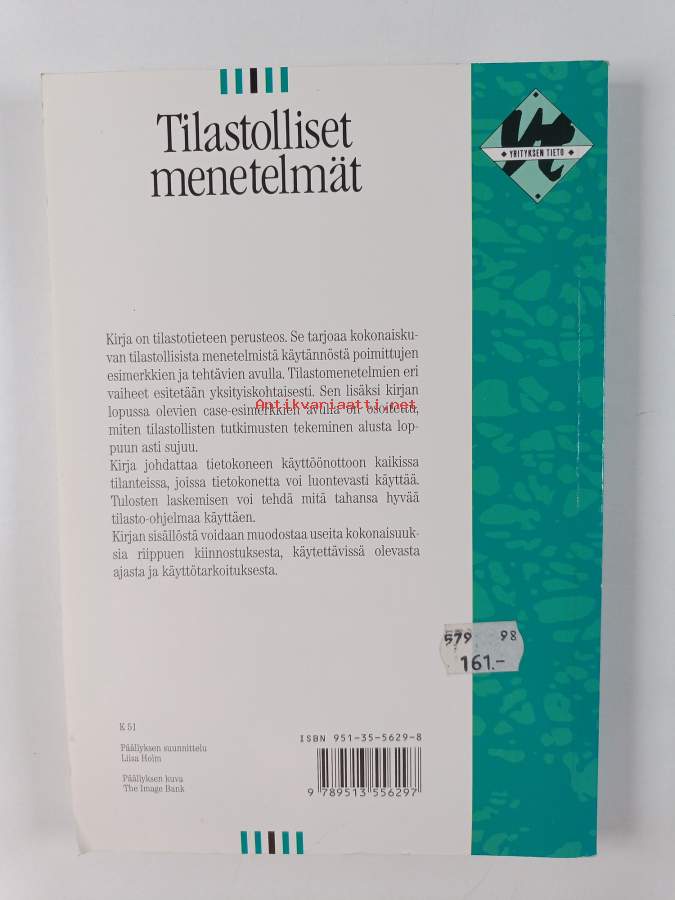 Tilastolliset
menetelmät
YRITYKSEN TIETO
Kirja on tilastotieteen perusteos. Se tarjoaa kokonaisku-
van tilastollisista menetelmistä käytännöstä poimittujen
esimerkkien ja tehtävien avulla. Tilastomenetelmien eri
vaiheet esitetään yksityiskohtaisesti. Sen lisäksi kirjan
lopussa olevien case-esimerkkien avulla on osoitettu,
Antikvariaatti.net
miten tilastollisten tutkimusten tekeminen alusta lop-
puun asti sujuu.
Kirja johdattaa tietokoneen käyttöönottoon kaikissa
tilanteissa, joissa tietokonetta voi luontevasti käyttää.
Tulosten laskemisen voi tehdä mitä tahansa hyvää
tilasto-ohjelmaa käyttäen.
Kirjan sisällöstä voidaan muodostaa useita kokonaisuuk-
sia riippuen kiinnostuksesta, käytettävissä olevasta
ajasta ja käyttötarkoituksesta.
579 98
161.-
K 51
Päällyksen suunnittelu
Liisa Holm
Päällyksen kuva
The Image Bank
ISBN 951-35-5629-8
9 789513 556297